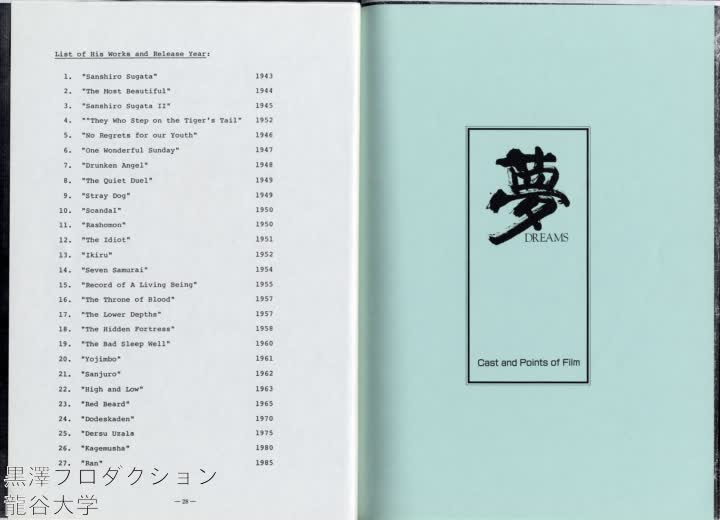 List of His Works and Release Year:
1. "Sanshiro Sugata" 1943
2. "The Most Beautiful" 1944
3. "Sanshiro Sugata II" 1945
4. ""They Who Step on the Tiger's Tail" 1952
5. "No Regrets for our Youth" 1946
6. "One Wonderful Sunday" 1947
7. "Drunken Angel" 1948
8. "The Quiet Duel" 1949
9. "Stray Dog" 1949
10. "Scandal" 1950
11. "Rashomon" 1950
12. "The Idiot" 1951
13. "Ikiru" 1952
14. "Seven Samurai" 1954
15. "Record of A Living Being" 1955
16. "The Throne of Blood" 1957
17. "The Lower Depths" 1957
18. "The Hidden Fortress" 1958
19. "The Bad Sleep Well" 1960
20. "Yojimbo" 1961
21. "Sanjuro" 1962
22. "High and Low" 1963
23. "Red Beard" 1965
24. "Dodeskaden" 1970
25. "Dersu Uzala 1975
26. "Kagemusha" 1980
27. "Ran" 1985
—28—
夢
DREAMS
Cast and Points of Film
黒澤プロダクション
龍谷大学